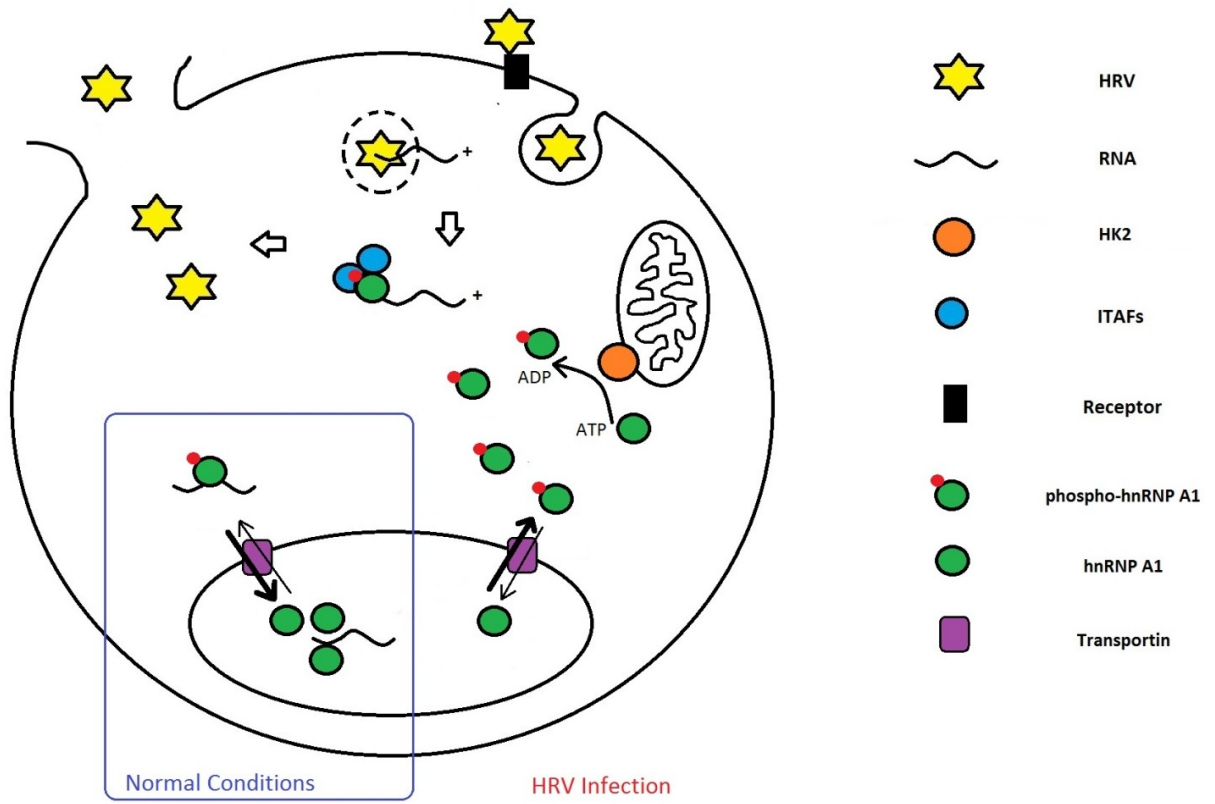 HRV
RNA
HK2
ITAFs
Receptor
phospho-hnRNP A1
hnRNP A1
Transportin
+
+
ADP
ATP
Normal Conditions
HRV Infection